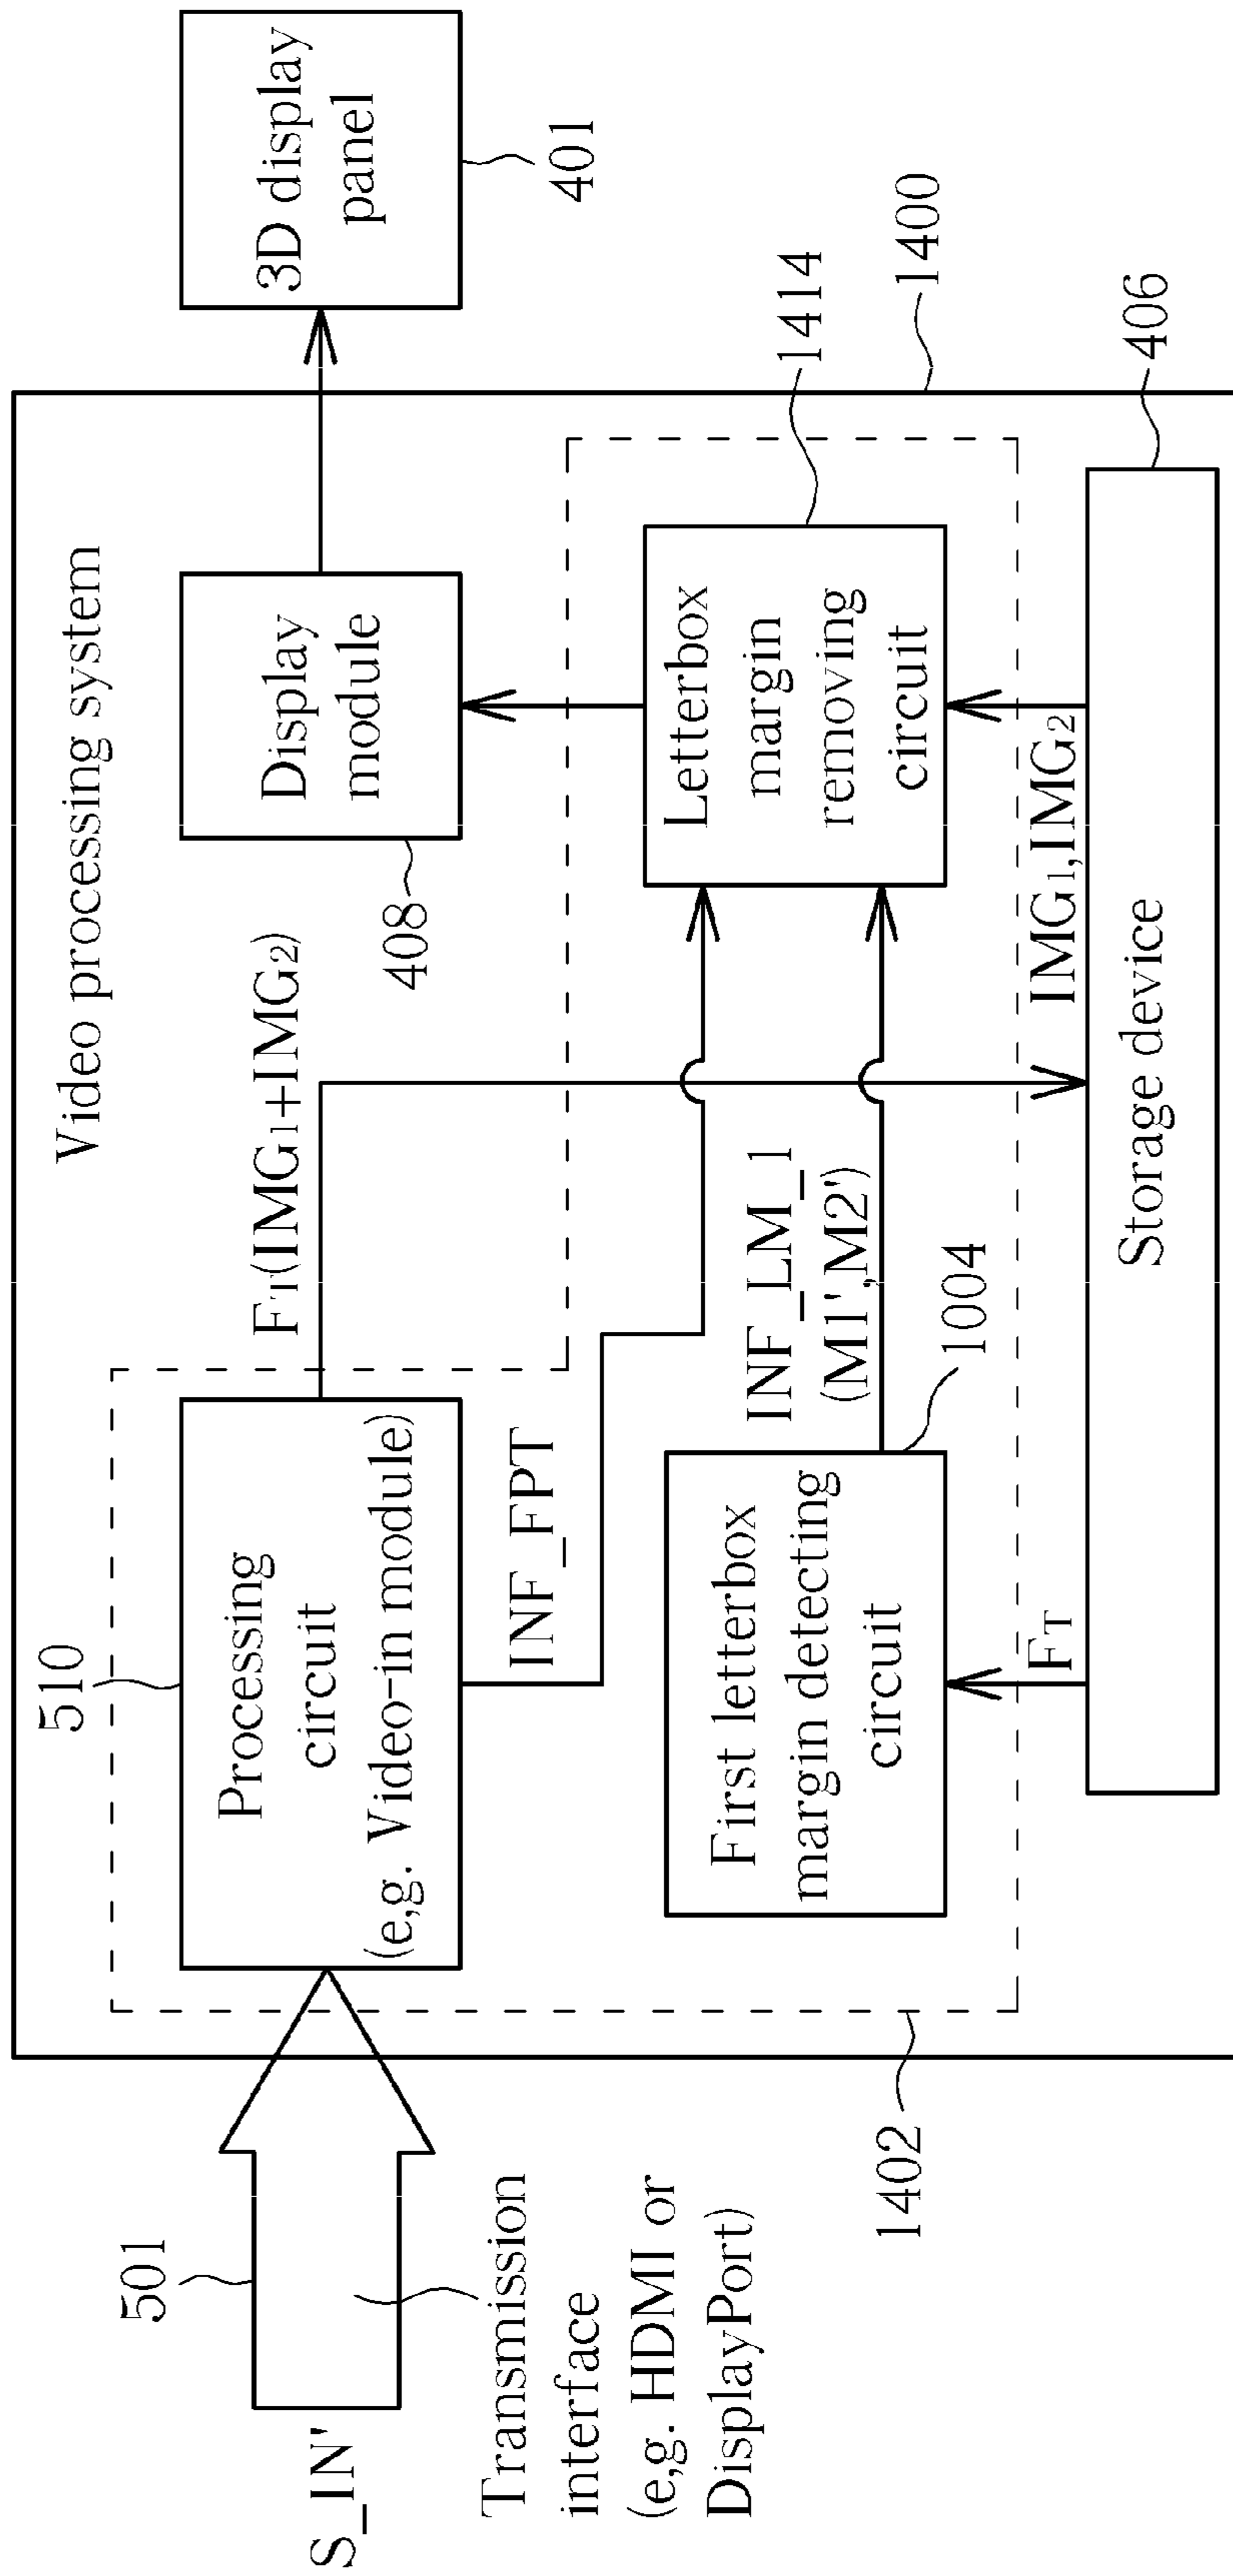 Video processing system
S_IN'
501
Transmission
interface
(e,g. HDMI or
DisplayPort)
510
Processing
circuit
(e,g. Video-in module)
F_T(IMG₁+IMG₂)
INF_FPT
408
Display
module
3D display
panel
401
First letterbox
margin detecting
circuit
1004
INF_LM_1
(M1',M2')
Letterbox
margin
removing
circuit
1414
1400
1402
F_T
IMG₁,IMG₂
Storage device
406